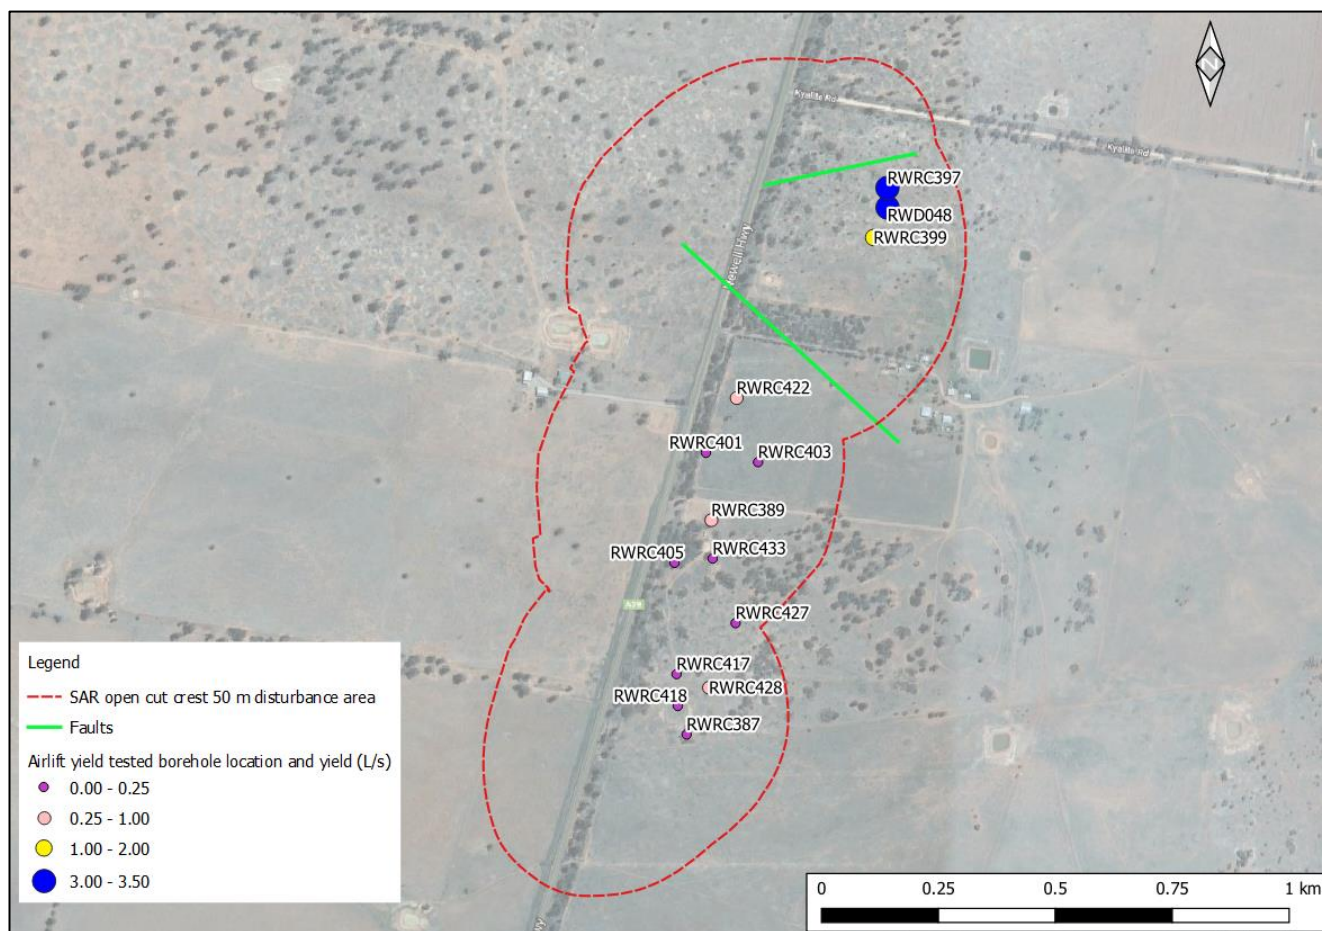 N
Kyalite Rd
Kyalite Rd
RWRC397
RWD048
RWRC399
Newell Hwy
RWRC422
RWRC401
RWRC403
RWRC389
RWRC405
RWRC433
A39
RWRC427
RWRC417
RWRC428
RWRC418
RWRC387
Legend
SAR open cut crest 50 m disturbance area
Faults
Airlift yield tested borehole location and yield (L/s)
0.00 - 0.25
0.25 - 1.00
1.00 - 2.00
3.00 - 3.50
0 0.25 0.5 0.75 1 km